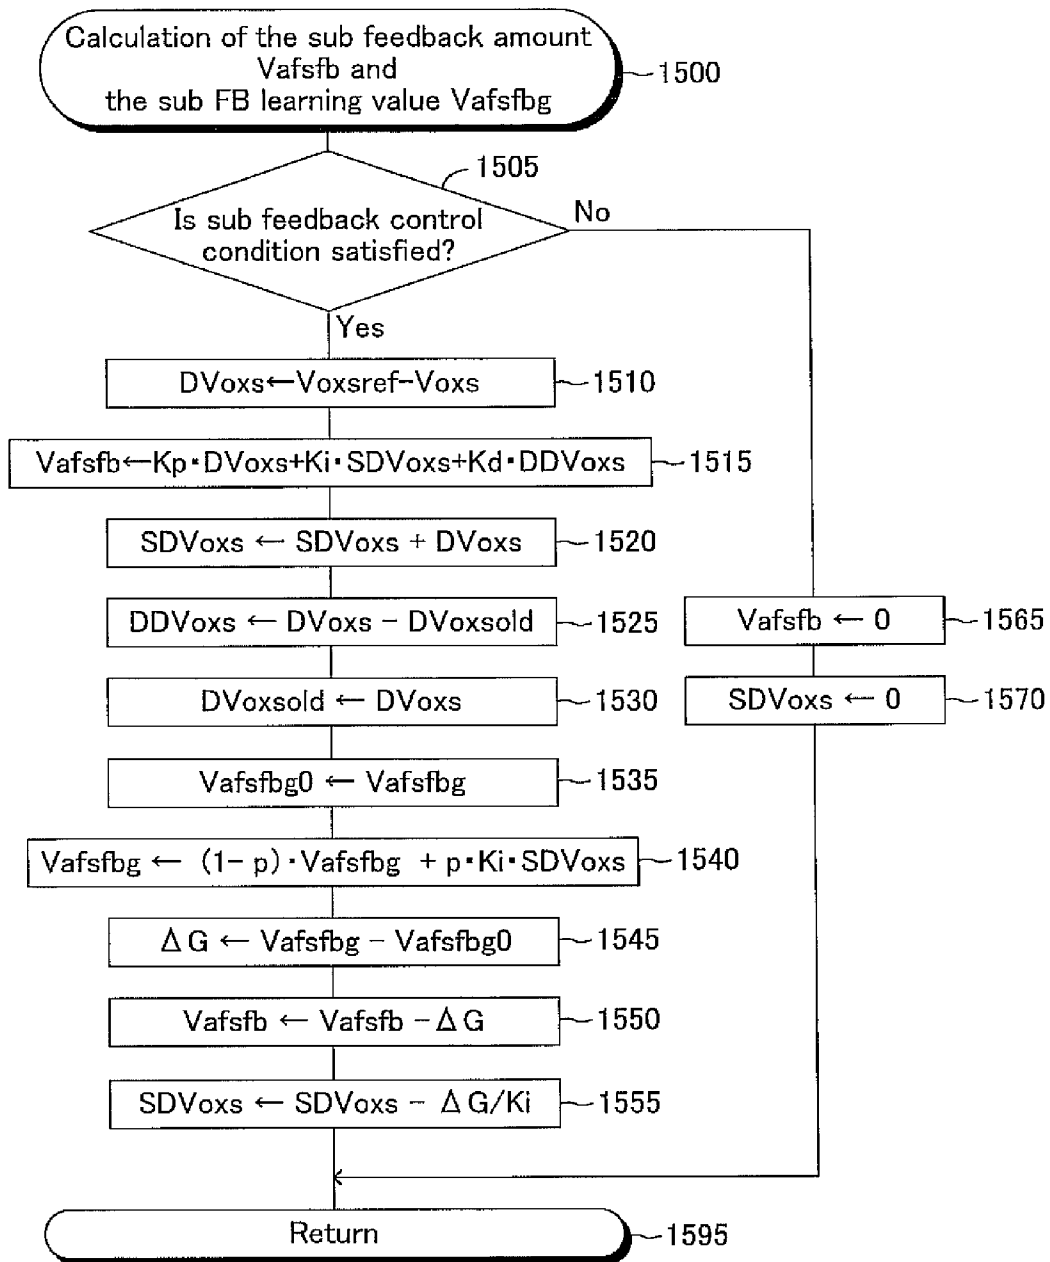 Calculation of the sub feedback amount
Vafsfb and
the sub FB learning value Vafsfbg
1500
1505
Is sub feedback control
condition satisfied?
No
Yes
DVoxs←Voxsref-Voxs
1510
Vafsfb←Kp·DVoxs+Ki·SDVoxs+Kd·DDVoxs
1515
SDVoxs ← SDVoxs + DVoxs
1520
DDVoxs ← DVoxs - DVoxsold
1525
Vafsfb ← 0
1565
DVoxsold ← DVoxs
1530
SDVoxs ← 0
1570
Vafsfbg0 ← Vafsfbg
1535
Vafsfbg ← (1-p)·Vafsfbg + p·Ki·SDVoxs
1540
ΔG ← Vafsfbg - Vafsfbg0
1545
Vafsfb ← Vafsfb - ΔG
1550
SDVoxs ← SDVoxs - ΔG/Ki
1555
Return
1595